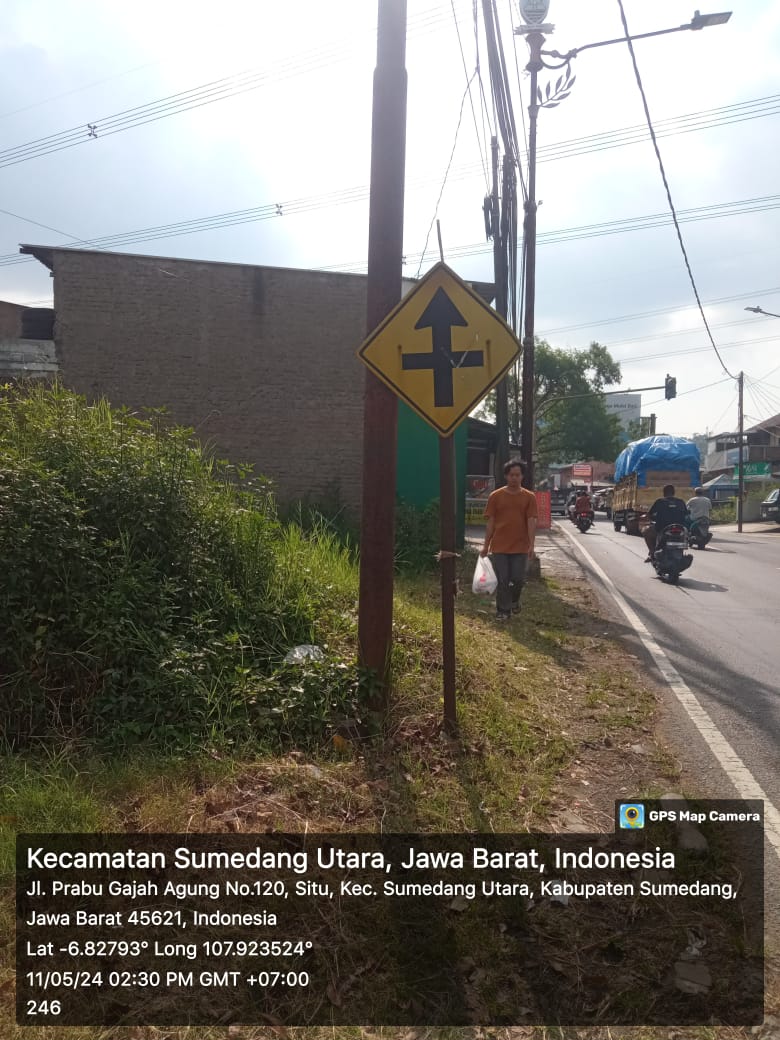 GPS Map Camera
Kecamatan Sumedang Utara, Jawa Barat, Indonesia
Jl. Prabu Gajah Agung No.120, Situ, Kec. Sumedang Utara, Kabupaten Sumedang,
Jawa Barat 45621, Indonesia
Lat -6.82793° Long 107.923524°
11/05/24 02:30 PM GMT +07:00
246